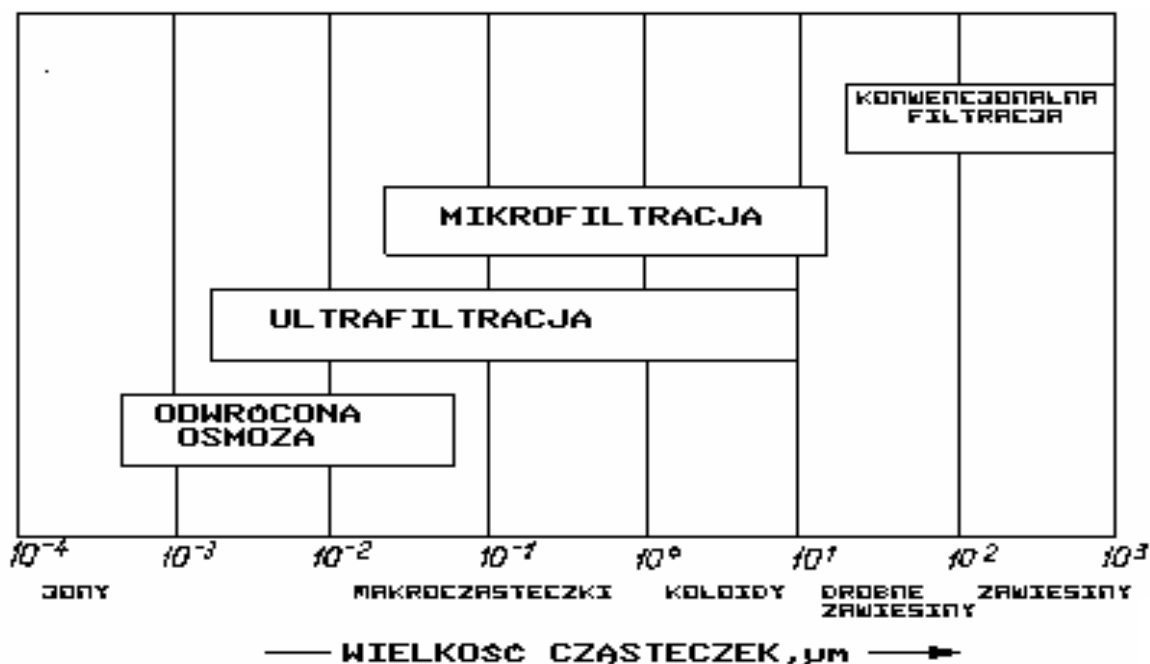 KONWENCJONALNA
FILTRACJA
MIKROFILTRACJA
ULTRAFILTRACJA
ODWRÓCONA
OSMOZA
10⁻⁴ 10⁻³ 10⁻² 10⁻¹ 10⁰ 10¹ 10² 10³
JONY MAKROCZASTECZKI KOLOIDY DROBNE ZAWIESINY
ZAWIESINY
WIELKOŚĆ CZĄSTECZEK, µm